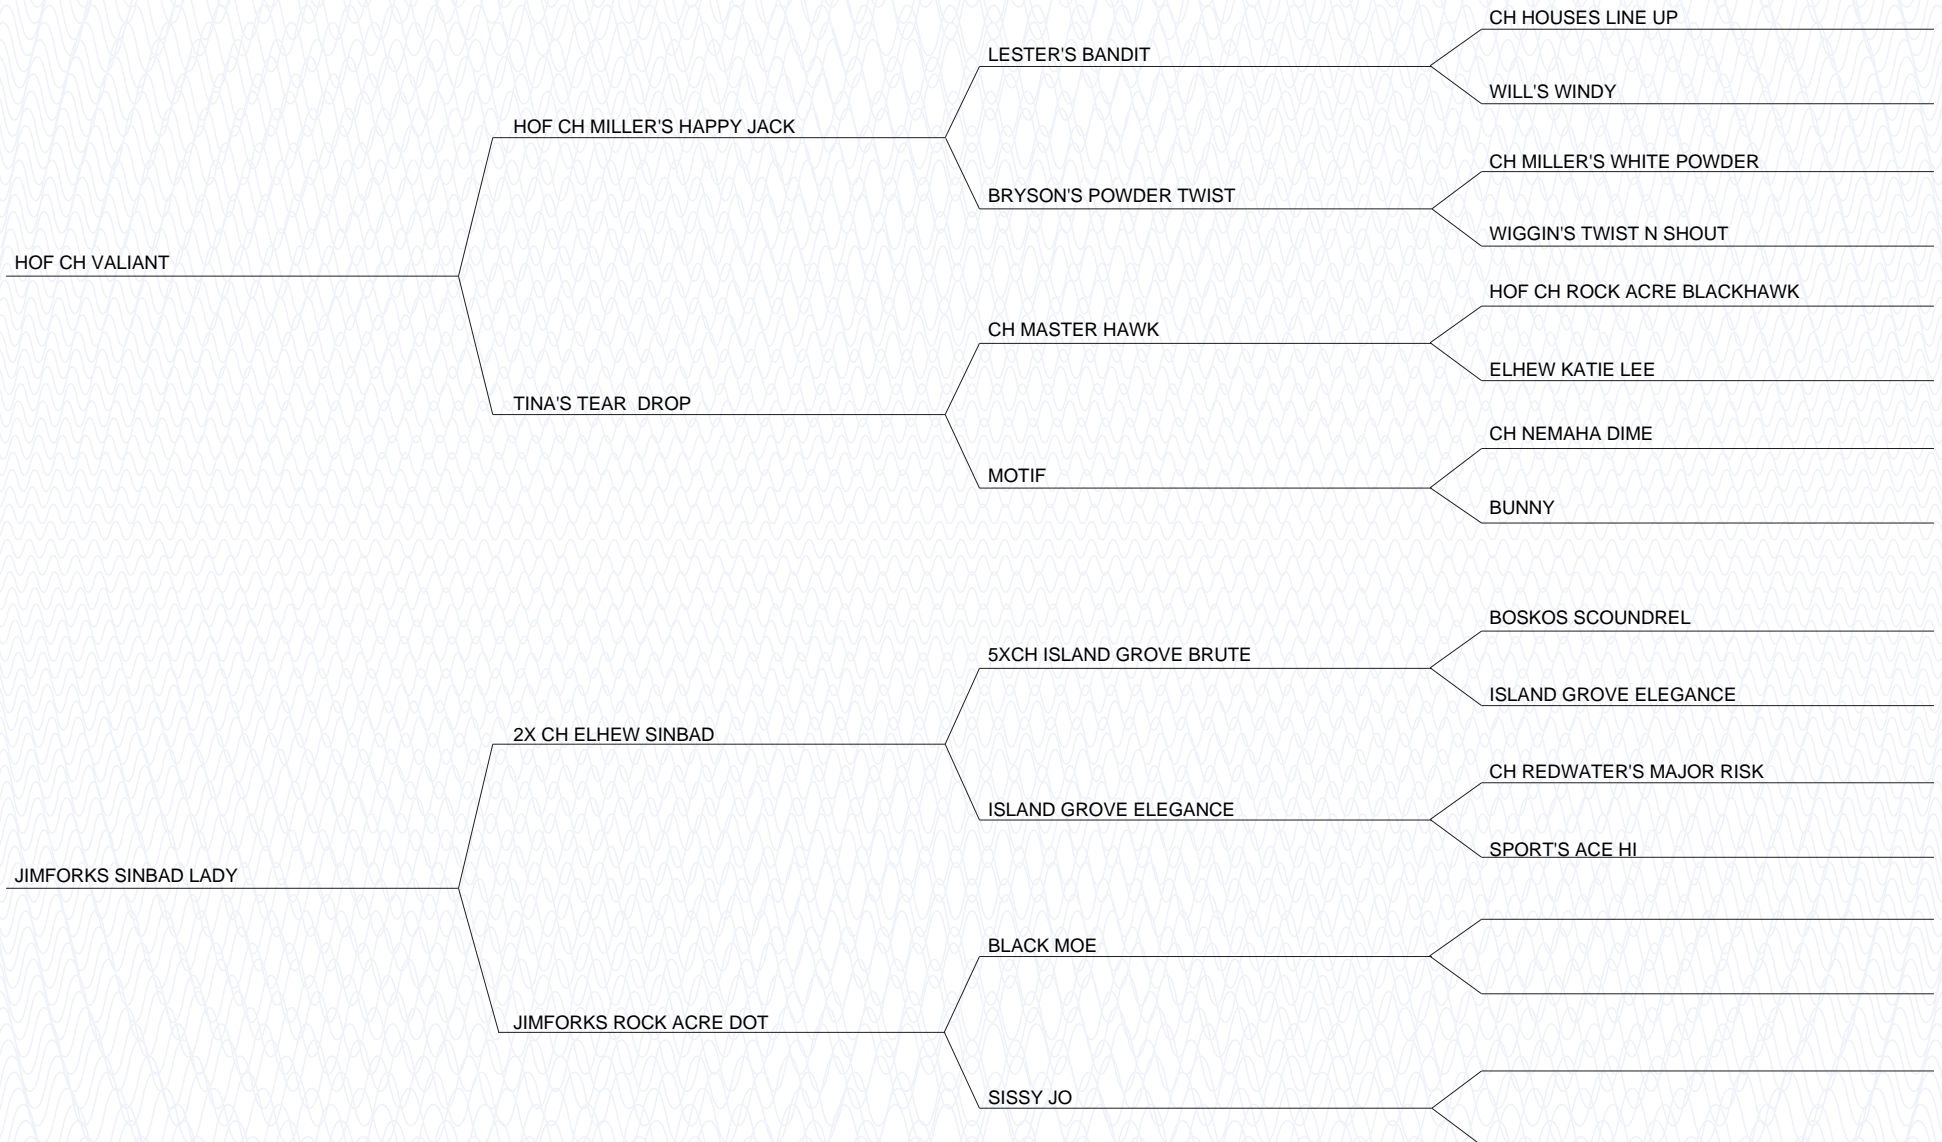 CH HOUSES LINE UP
LESTER'S BANDIT
WILL'S WINDY
HOF CH MILLER'S HAPPY JACK
CH MILLER'S WHITE POWDER
BRYSON'S POWDER TWIST
WIGGIN'S TWIST N SHOUT
HOF CH VALIANT
HOF CH ROCK ACRE BLACKHAWK
CH MASTER HAWK
ELHEW KATIE LEE
TINA'S TEAR  DROP
CH NEMAHA DIME
MOTIF
BUNNY
BOSKOS SCOUNDREL
5XCH ISLAND GROVE BRUTE
ISLAND GROVE ELEGANCE
2X CH ELHEW SINBAD
CH REDWATER'S MAJOR RISK
ISLAND GROVE ELEGANCE
SPORT'S ACE HI
JIMFORKS SINBAD LADY
BLACK MOE
JIMFORKS ROCK ACRE DOT
SISSY JO